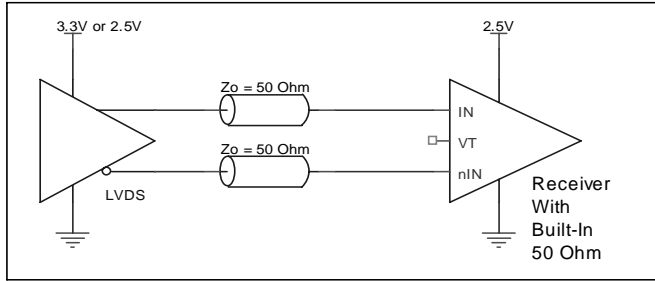 3.3V or 2.5V
2.5V
Zo = 50 Ohm
IN
VT
Zo = 50 Ohm
nIN
LVDS
Receiver
With
Built-In
50 Ohm